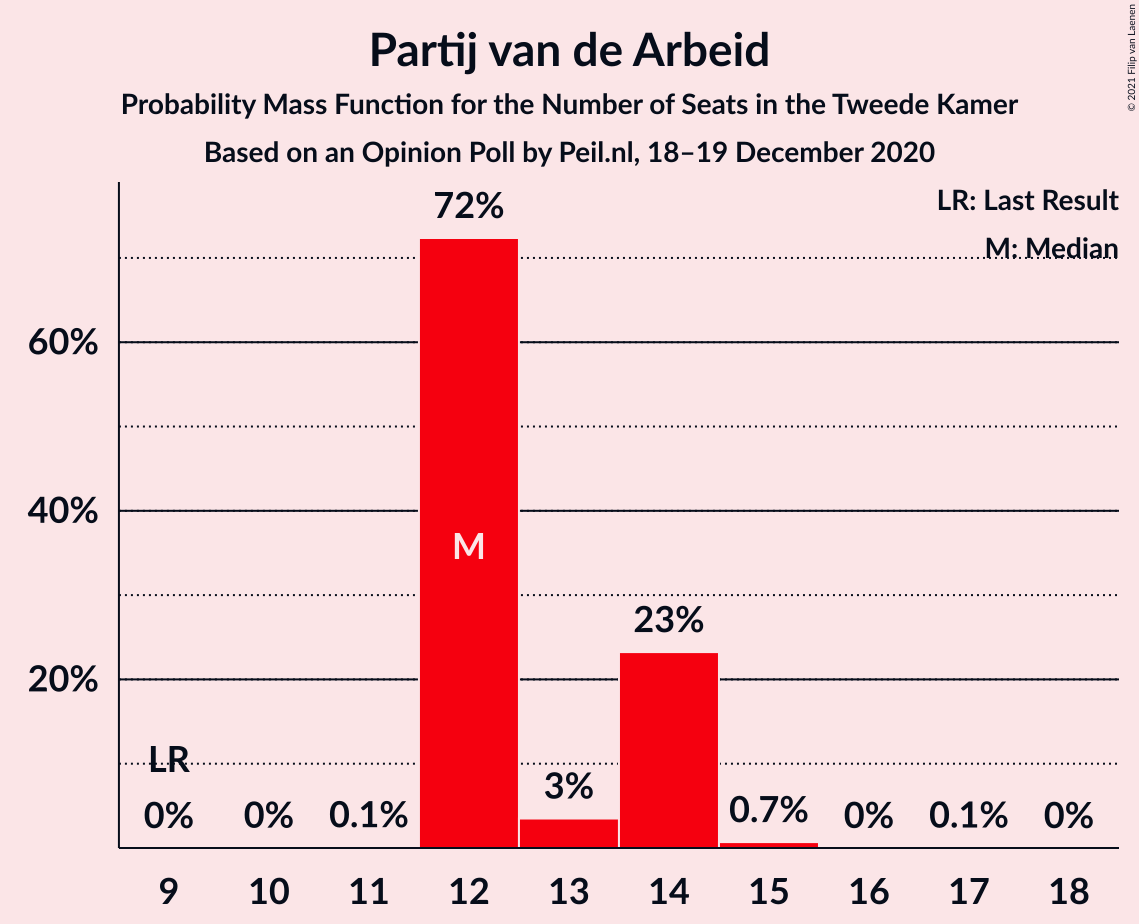 Partij van de Arbeid
Probability Mass Function for the Number of Seats in the Tweede Kamer
Based on an Opinion Poll by Peil.nl, 18–19 December 2020
© 2021 Filip van Laenen
LR: Last Result
M: Median
72%
60%
40%
M
23%
20%
LR
0%
0%
0.1%
3%
0.7%
0%
0.1%
0%
9 10 11 12 13 14 15 16 17 18